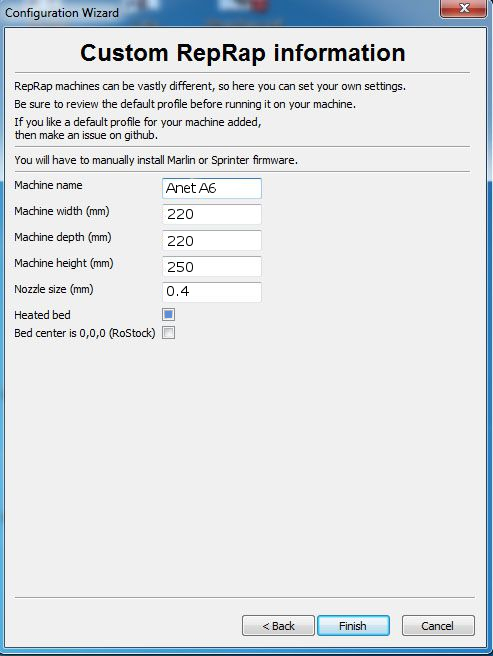 Configuration Wizard
Custom RepRap information
RepRap machines can be vastly different, so here you can set your own settings.
Be sure to review the default profile before running it on your machine.
If you like a default profile for your machine added,
then make an issue on github.
You will have to manually install Marlin or Sprinter firmware.
Machine name Anet A6
Machine width (mm) 220
Machine depth (mm) 220
Machine height (mm) 250
Nozzle size (mm) 0.4
Heated bed
Bed center is 0,0,0 (RoStock)
< Back Finish Cancel